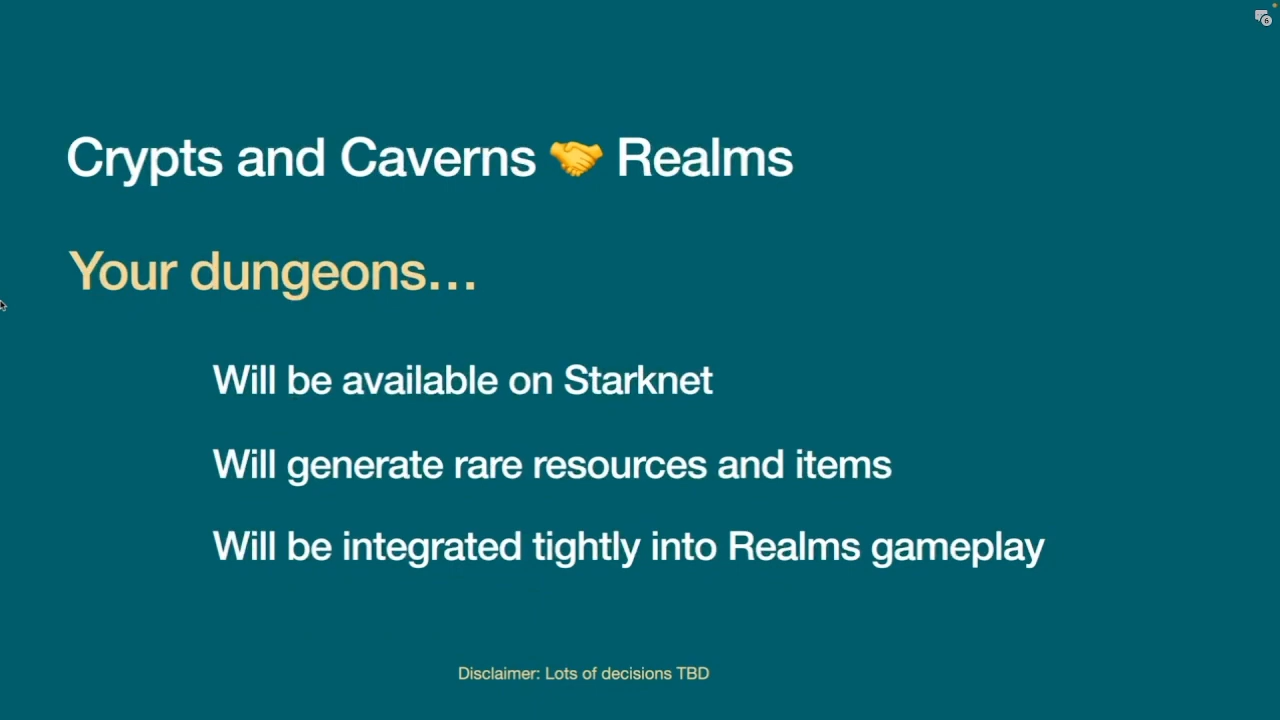 6
Crypts and Caverns 🤝 Realms
Your dungeons…
Will be available on Starknet
Will generate rare resources and items
Will be integrated tightly into Realms gameplay
Disclaimer: Lots of decisions TBD